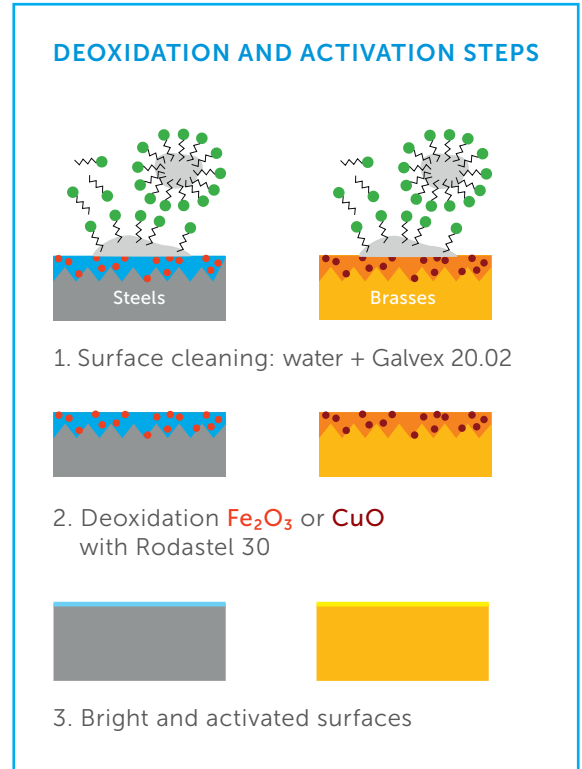 DEOXIDATION AND ACTIVATION STEPS
Steels
Brasses
1. Surface cleaning: water + Galvex 20.02
2. Deoxidation Fe₂O₃ or CuO
with Rodastel 30
3. Bright and activated surfaces